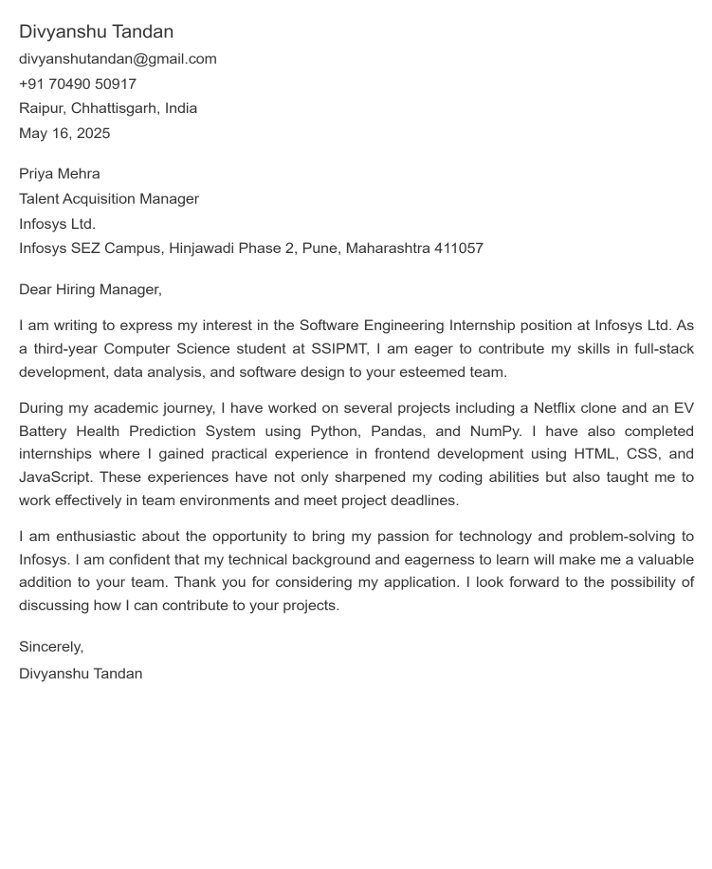 Divyanshu Tandan
divyanshutandan@gmail.com
+91 70490 50917
Raipur, Chhattisgarh, India
May 16, 2025
Priya Mehra
Talent Acquisition Manager
Infosys Ltd.
Infosys SEZ Campus, Hinjawadi Phase 2, Pune, Maharashtra 411057
Dear Hiring Manager,
I am writing to express my interest in the Software Engineering Internship position at Infosys Ltd. As
a third-year Computer Science student at SSIPMT, I am eager to contribute my skills in full-stack
development, data analysis, and software design to your esteemed team.
During my academic journey, I have worked on several projects including a Netflix clone and an EV
Battery Health Prediction System using Python, Pandas, and NumPy. I have also completed
internships where I gained practical experience in frontend development using HTML, CSS, and
JavaScript. These experiences have not only sharpened my coding abilities but also taught me to
work effectively in team environments and meet project deadlines.
I am enthusiastic about the opportunity to bring my passion for technology and problem-solving to
Infosys. I am confident that my technical background and eagerness to learn will make me a valuable
addition to your team. Thank you for considering my application. I look forward to the possibility of
discussing how I can contribute to your projects.
Sincerely,
Divyanshu Tandan